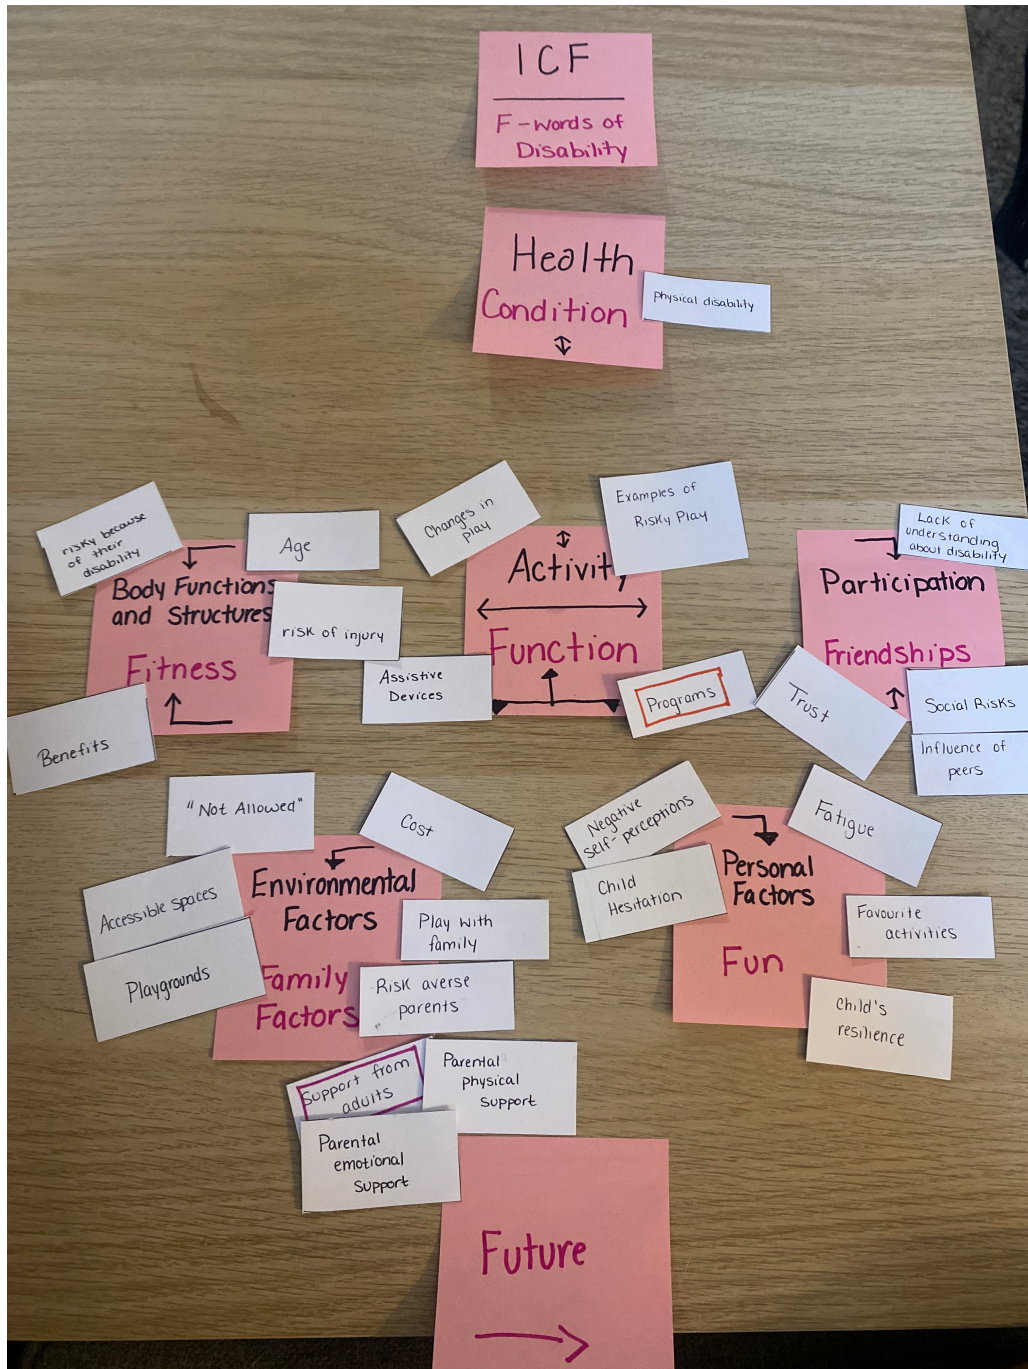 ICF
F-words of
Disability
Health
Condition
physical disability
risky because
of their
disability
Age
Body Functions
and Structures
Fitness
risk of injury
Benefits
Changes in
Play
Examples of
Risky Play
Activit
Function
Assistive
Devices
Programs
Lack of
understanding
about disability
Participation
Friendships
Trust
Social Risks
Influence of
peers
"Not Allowed"
Cost
Accessible spaces
Playgrounds
Environmental
Factors
Family
Factors
Play with
family
Risk averse
parents
Support from
adults
Parental
physical
Support
Parental
emotional
Support
Negative
self-perceptions
Child
Hesitation
Personal
Factors
Fun
Fatigue
Favourite
activities
Child's
resilience
Future